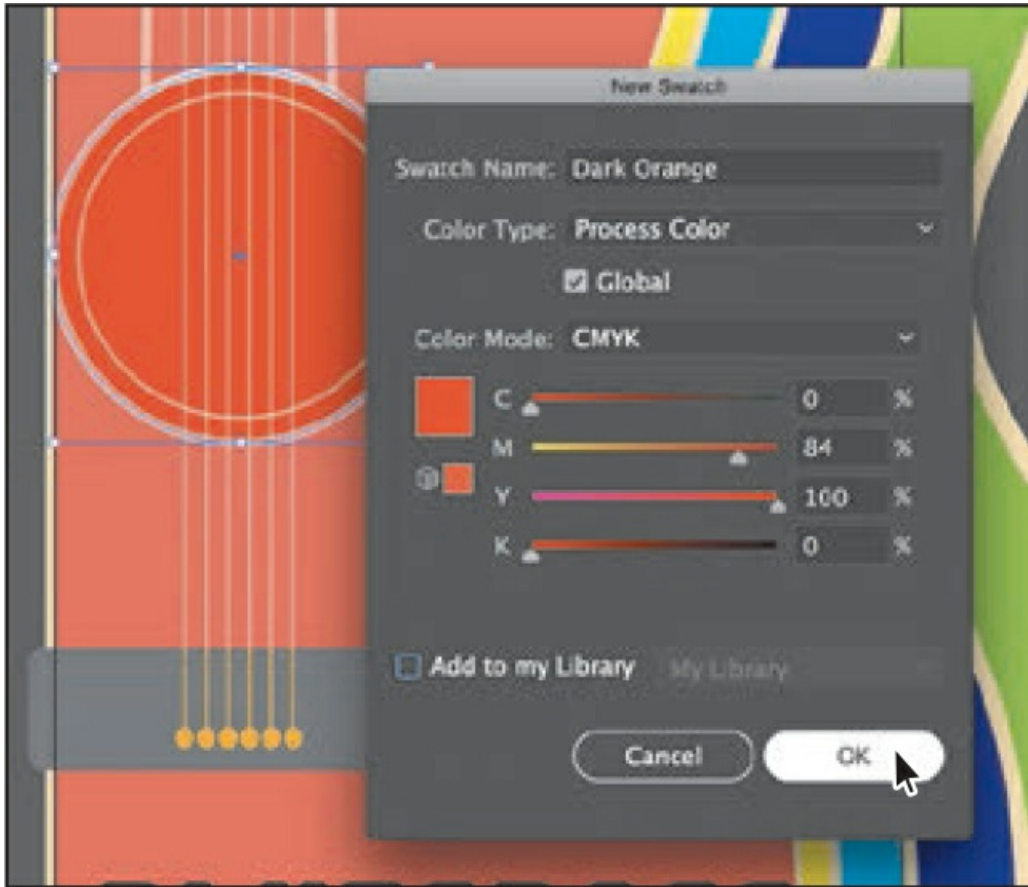 New Swatch
Swatch Name: Dark Orange
Color Type: Process Color
Global
Color Mode: CMYK
C 0 %
M 84 %
Y 100 %
K 0 %
Add to my Library My Library
Cancel OK